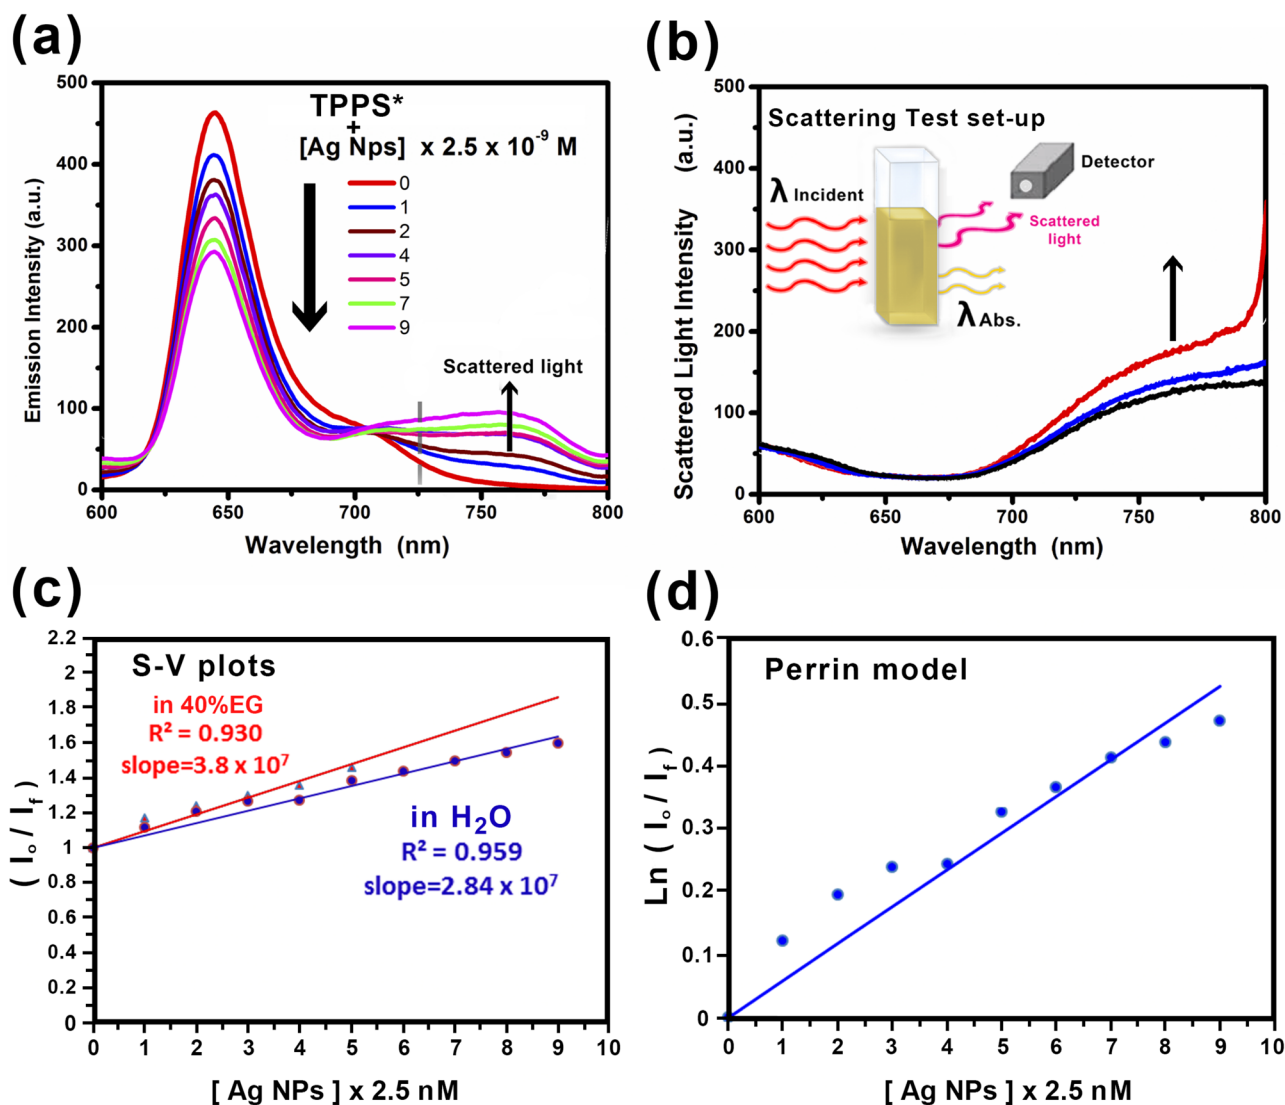 (a)
500
400
300
200
100
0
600
650
700
750
800
Emission Intensity (a.u.)
Wavelength (nm)
TPPS*
+
[Ag Nps] x 2.5 x 10⁻⁹ M
0
1
2
4
5
7
9
Scattered light
(b)
500
400
300
200
100
0
600
650
700
750
800
Scattered Light Intensity (a.u.)
Wavelength (nm)
Scattering Test set-up
λ Incident
Detector
Scattered
light
λ Abs.
(c)
2.2
2
1.8
1.6
1.4
1.2
1
0.8
0.6
0.4
0.2
0
0 1 2 3 4 5 6 7 8 9 10
( I₀ / I_f )
[ Ag NPs ] x 2.5 nM
S-V plots
in 40%EG
R² = 0.930
slope=3.8 x 10⁷
in H₂O
R² = 0.959
slope=2.84 x 10⁷
(d)
0.6
0.5
0.4
0.3
0.2
0.1
0
0 1 2 3 4 5 6 7 8 9 10
Ln ( I₀ / I_f )
[ Ag NPs ] x 2.5 nM
Perrin model